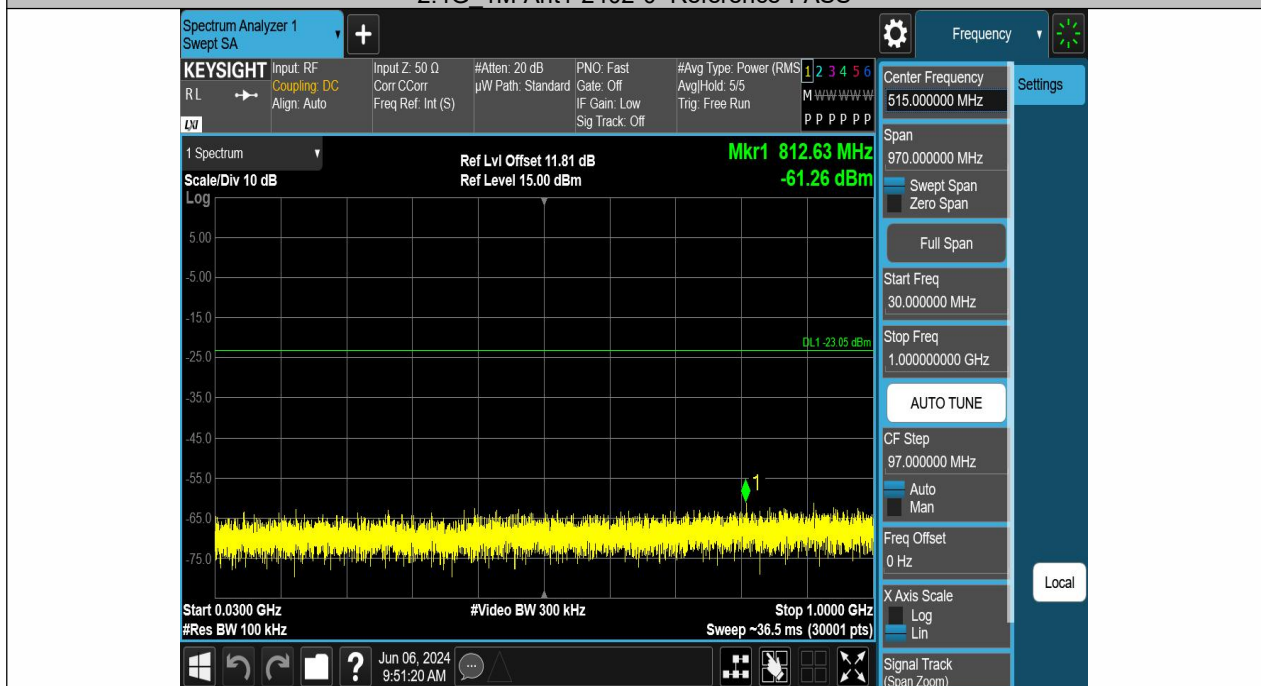 Spectrum Analyzer 1
Swept SA
+
Frequency
KEYSIGHT
RL
LXI
Input: RF
Coupling: DC
Align: Auto
Input Z: 50 Ω
Corr CCorr
Freq Ref: Int (S)
#Atten: 20 dB
µW Path: Standard
PNO: Fast
Gate: Off
IF Gain: Low
Sig Track: Off
#Avg Type: Power (RMS
Avg|Hold: 5/5
Trig: Free Run
1 2 3 4 5 6
M W W W W W
P P P P P P
1 Spectrum
Scale/Div 10 dB
Log
Ref Lvl Offset 11.81 dB
Ref Level 15.00 dBm
Mkr1 812.63 MHz
-61.26 dBm
5.00
-5.00
-15.0
DL1 -23.05 dBm
-25.0
-35.0
-45.0
-55.0
1
-65.0
-75.0
Start 0.0300 GHz
#Res BW 100 kHz
#Video BW 300 kHz
Stop 1.0000 GHz
Sweep ~36.5 ms (30001 pts)
?
Jun 06, 2024
9:51:20 AM
Center Frequency
515.000000 MHz
Settings
Span
970.000000 MHz
Swept Span
Zero Span
Full Span
Start Freq
30.000000 MHz
Stop Freq
1.000000000 GHz
AUTO TUNE
CF Step
97.000000 MHz
Auto
Man
Freq Offset
0 Hz
Local
X Axis Scale
Log
Lin
Signal Track
(Span Zoom)